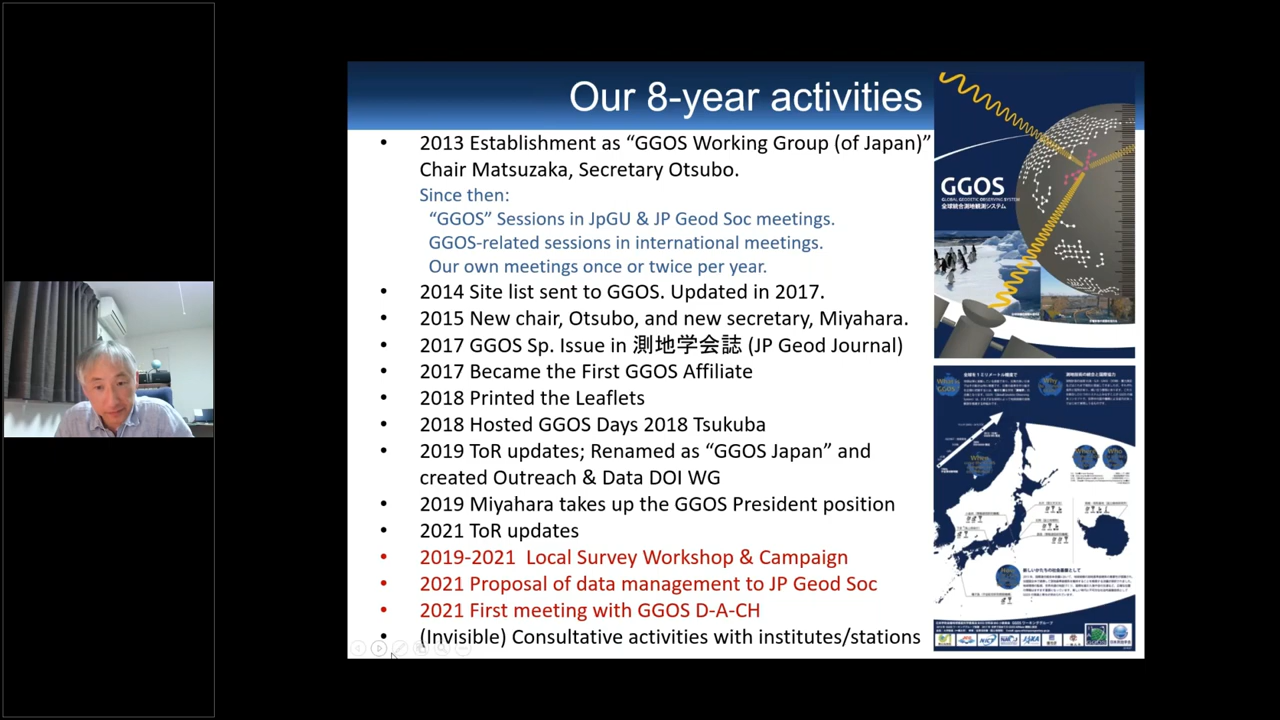 Our 8-year activities
• 2013 Establishment as “GGOS Working Group (of Japan)”
Chair Matsuzaka, Secretary Otsubo.
Since then:
“GGOS” Sessions in JpGU & JP Geod Soc meetings.
GGOS-related sessions in international meetings.
Our own meetings once or twice per year.
• 2014 Site list sent to GGOS. Updated in 2017.
• 2015 New chair, Otsubo, and new secretary, Miyahara.
• 2017 GGOS Sp. Issue in 測地学会誌 (JP Geod Journal)
• 2017 Became the First GGOS Affiliate
• 2018 Printed the Leaflets
• 2018 Hosted GGOS Days 2018 Tsukuba
• 2019 ToR updates; Renamed as “GGOS Japan” and
created Outreach & Data DOI WG
• 2019 Miyahara takes up the GGOS President position
• 2021 ToR updates
• 2019-2021 Local Survey Workshop & Campaign
• 2021 Proposal of data management to JP Geod Soc
• 2021 First meeting with GGOS D-A-CH
• (Invisible) Consultative activities with institutes/stations
GGOS
GLOBAL GEODETIC OBSERVING SYSTEM
全球統合測地観測システム